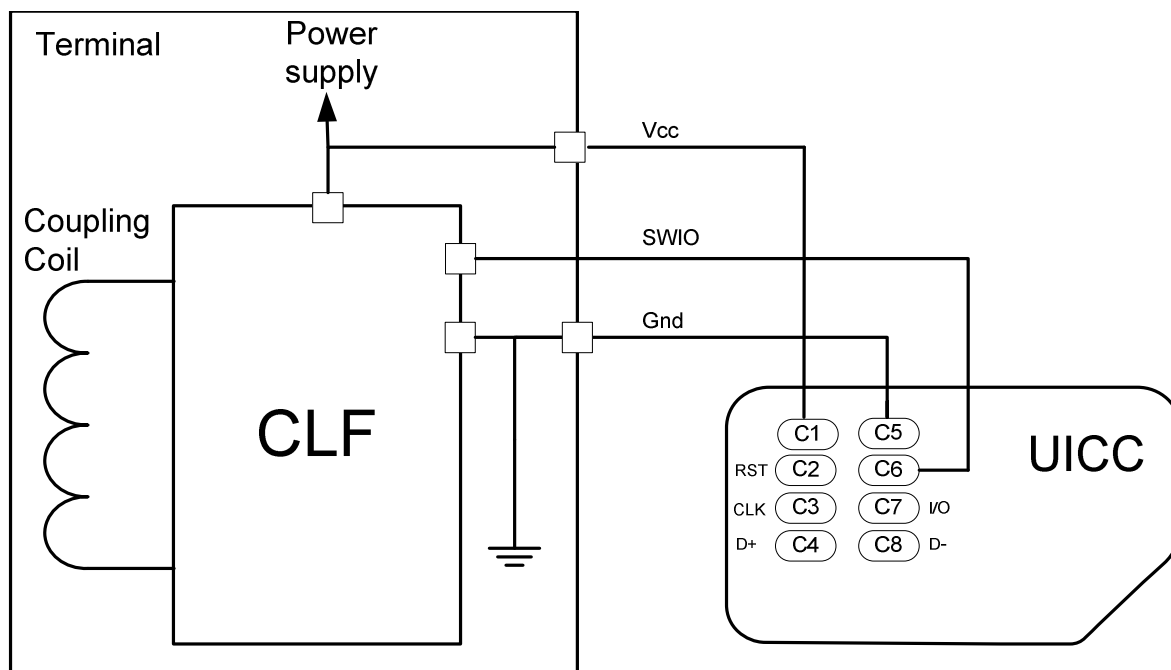 Terminal
Power
supply
Vcc
Coupling
Coil
SWIO
Gnd
CLF
UICC
C1
C5
RST
C2
C6
CLK
C3
C7
I/O
D+
C4
C8
D-